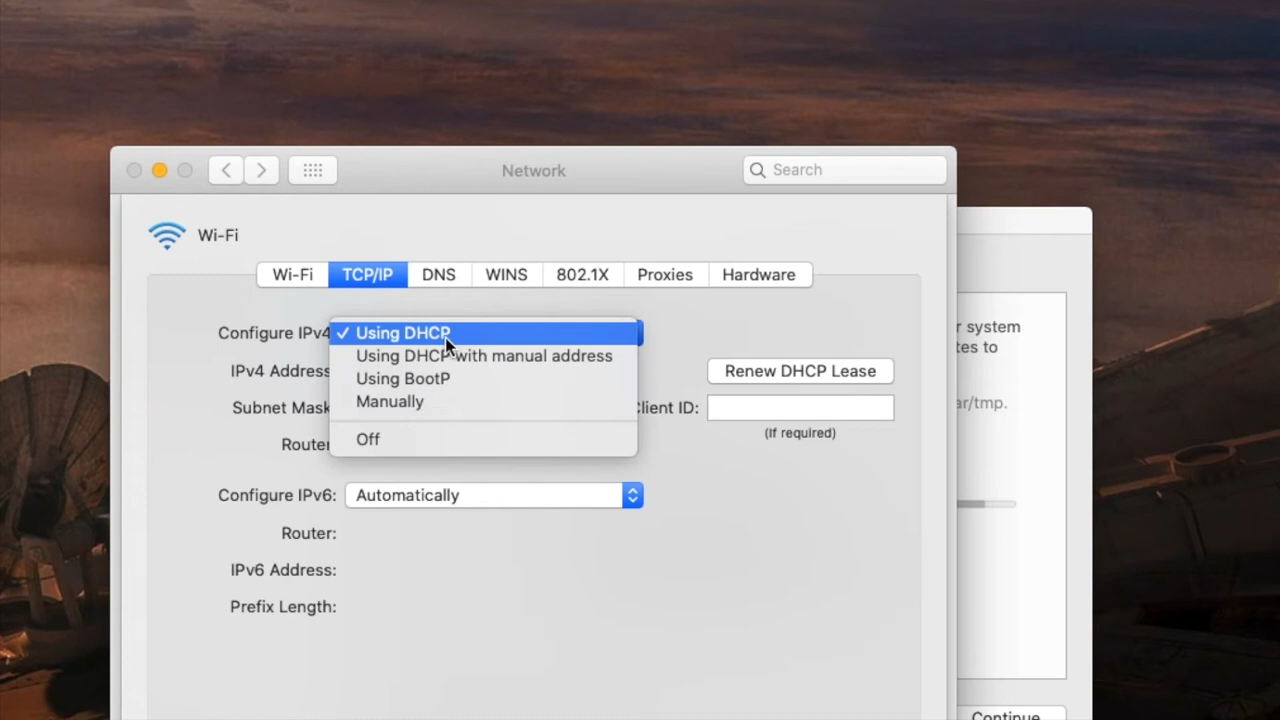 Network
Search
Wi-Fi
Wi-Fi TCP/IP DNS WINS 802.1X Proxies Hardware
Configure IPv4
✓ Using DHCP
Using DHCP with manual address
Using BootP
Manually
Off
IPv4 Address
Renew DHCP Lease
Subnet Mask
Client ID:
(If required)
Router
Configure IPv6: Automatically
Router:
IPv6 Address:
Prefix Length:
r system
tes to
ar/tmp.
Continue